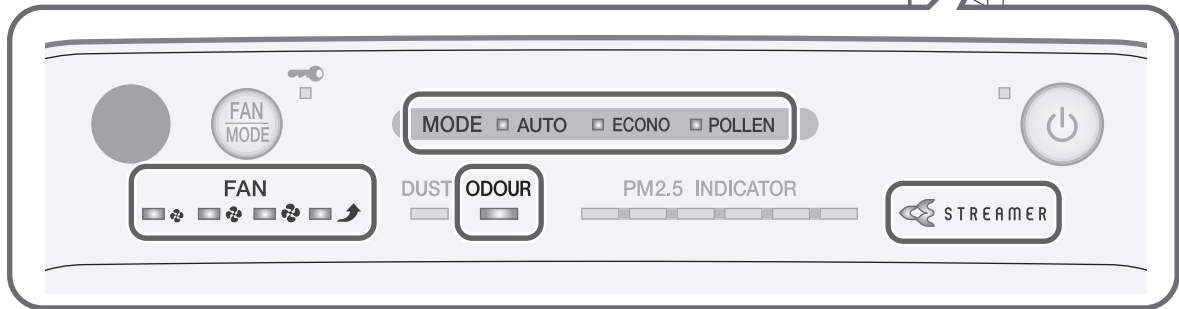 FAN
MODE
MODE AUTO ECONO POLLEN
FAN
DUST ODOUR PM2.5 INDICATOR
STREAMER